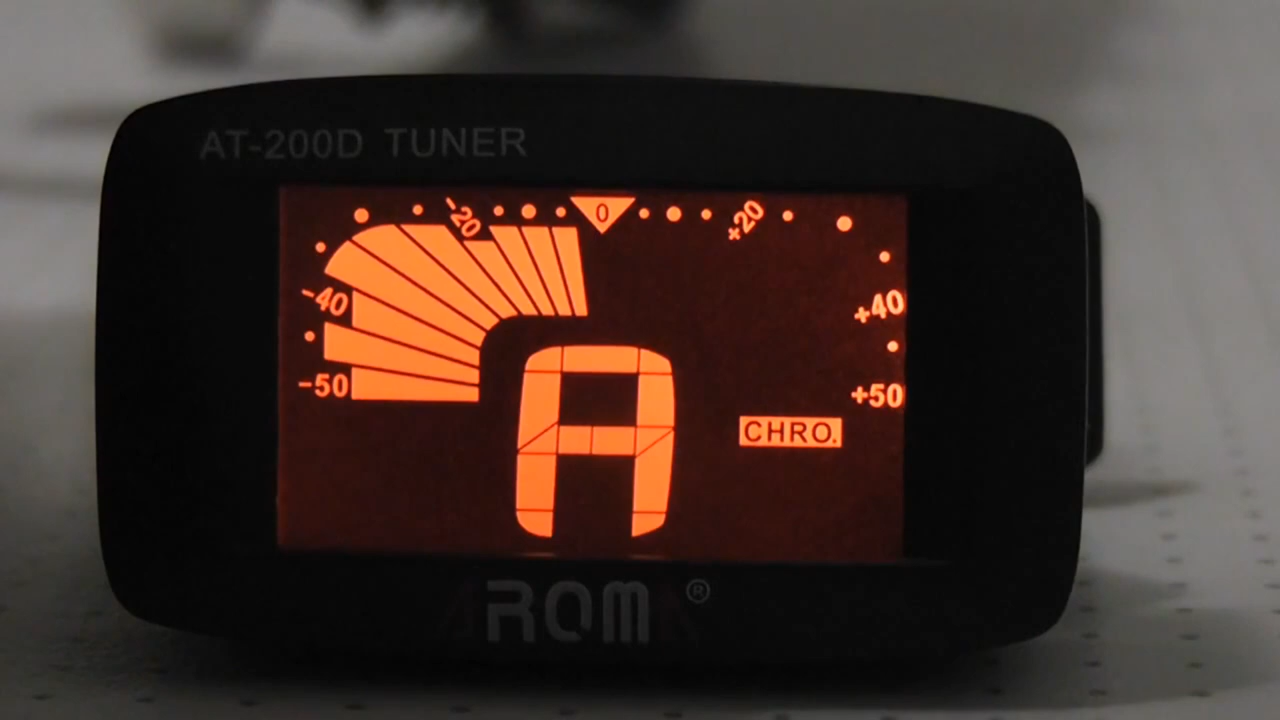 AT-200D TUNER
-20 0 +20
-40 +40
-50 +50
A
CHRO.
AROMA®